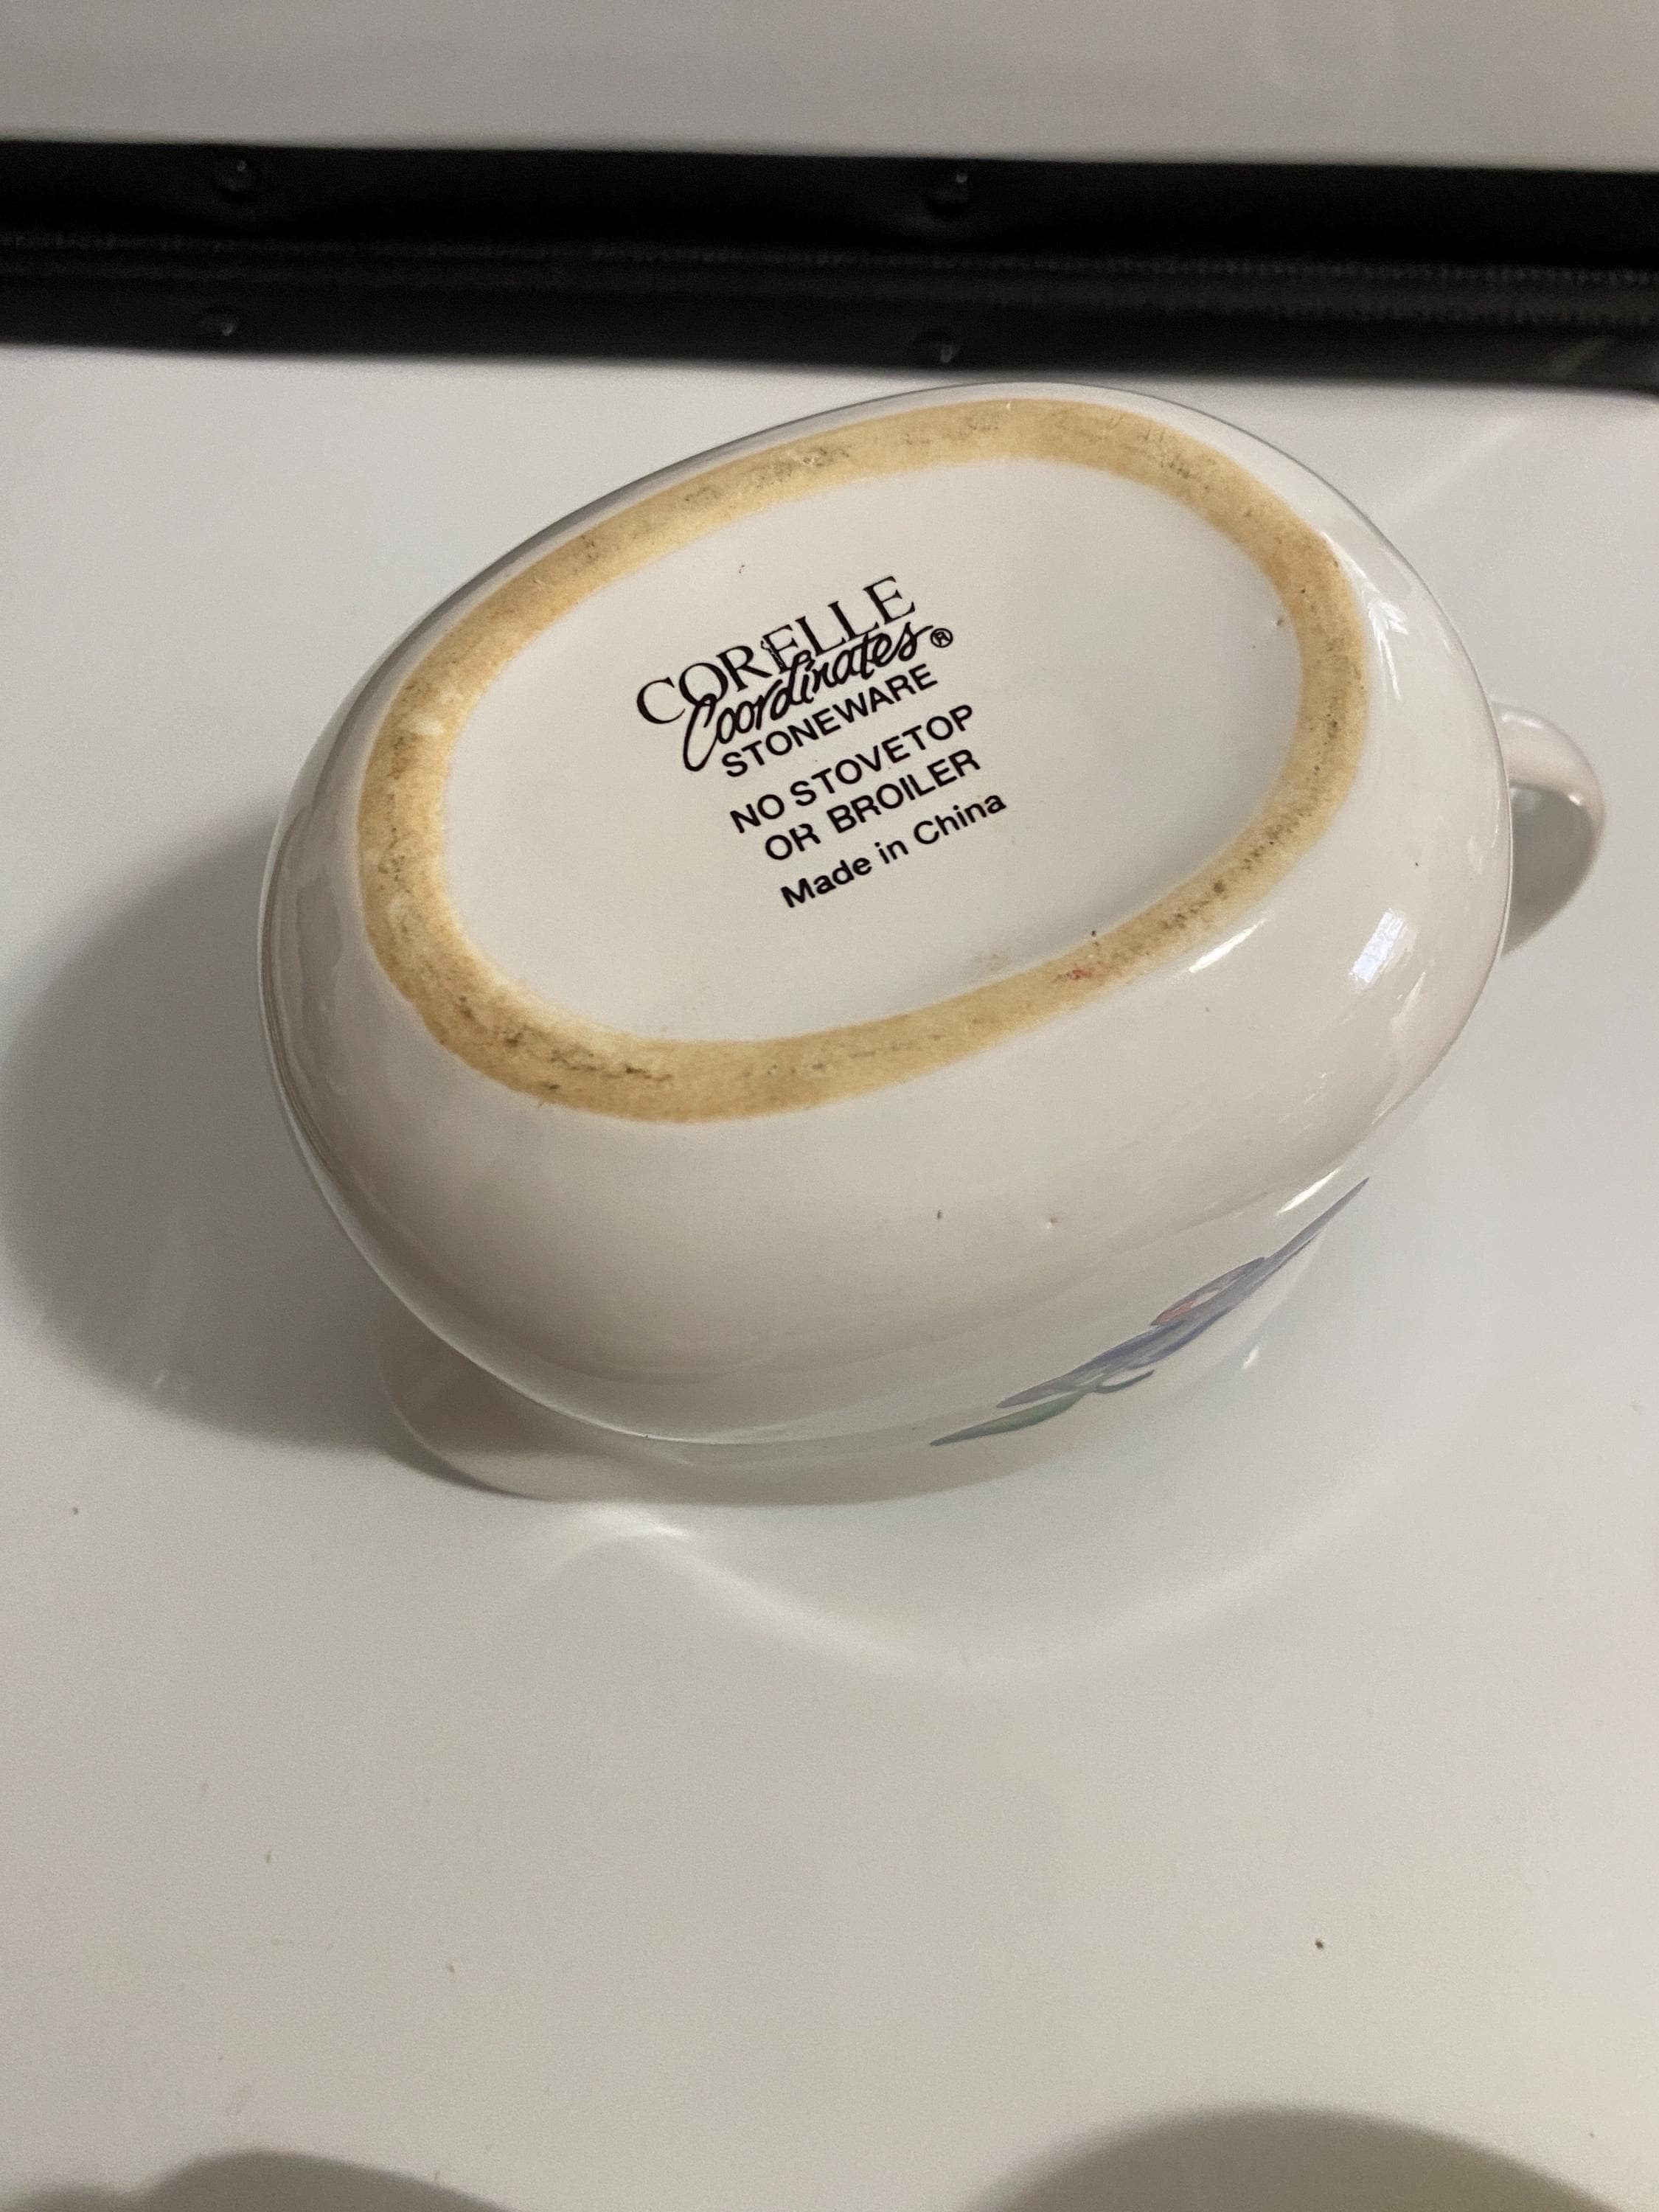 CORELLE
Coordinates®
STONEWARE
NO STOVETOP
OR BROILER
Made in China